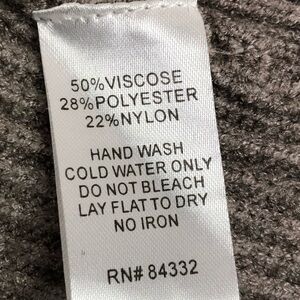 50%VISCOSE
28%POLYESTER
22%NYLON
HAND WASH
COLD WATER ONLY
DO NOT BLEACH
LAY FLAT TO DRY
NO IRON
RN# 84332